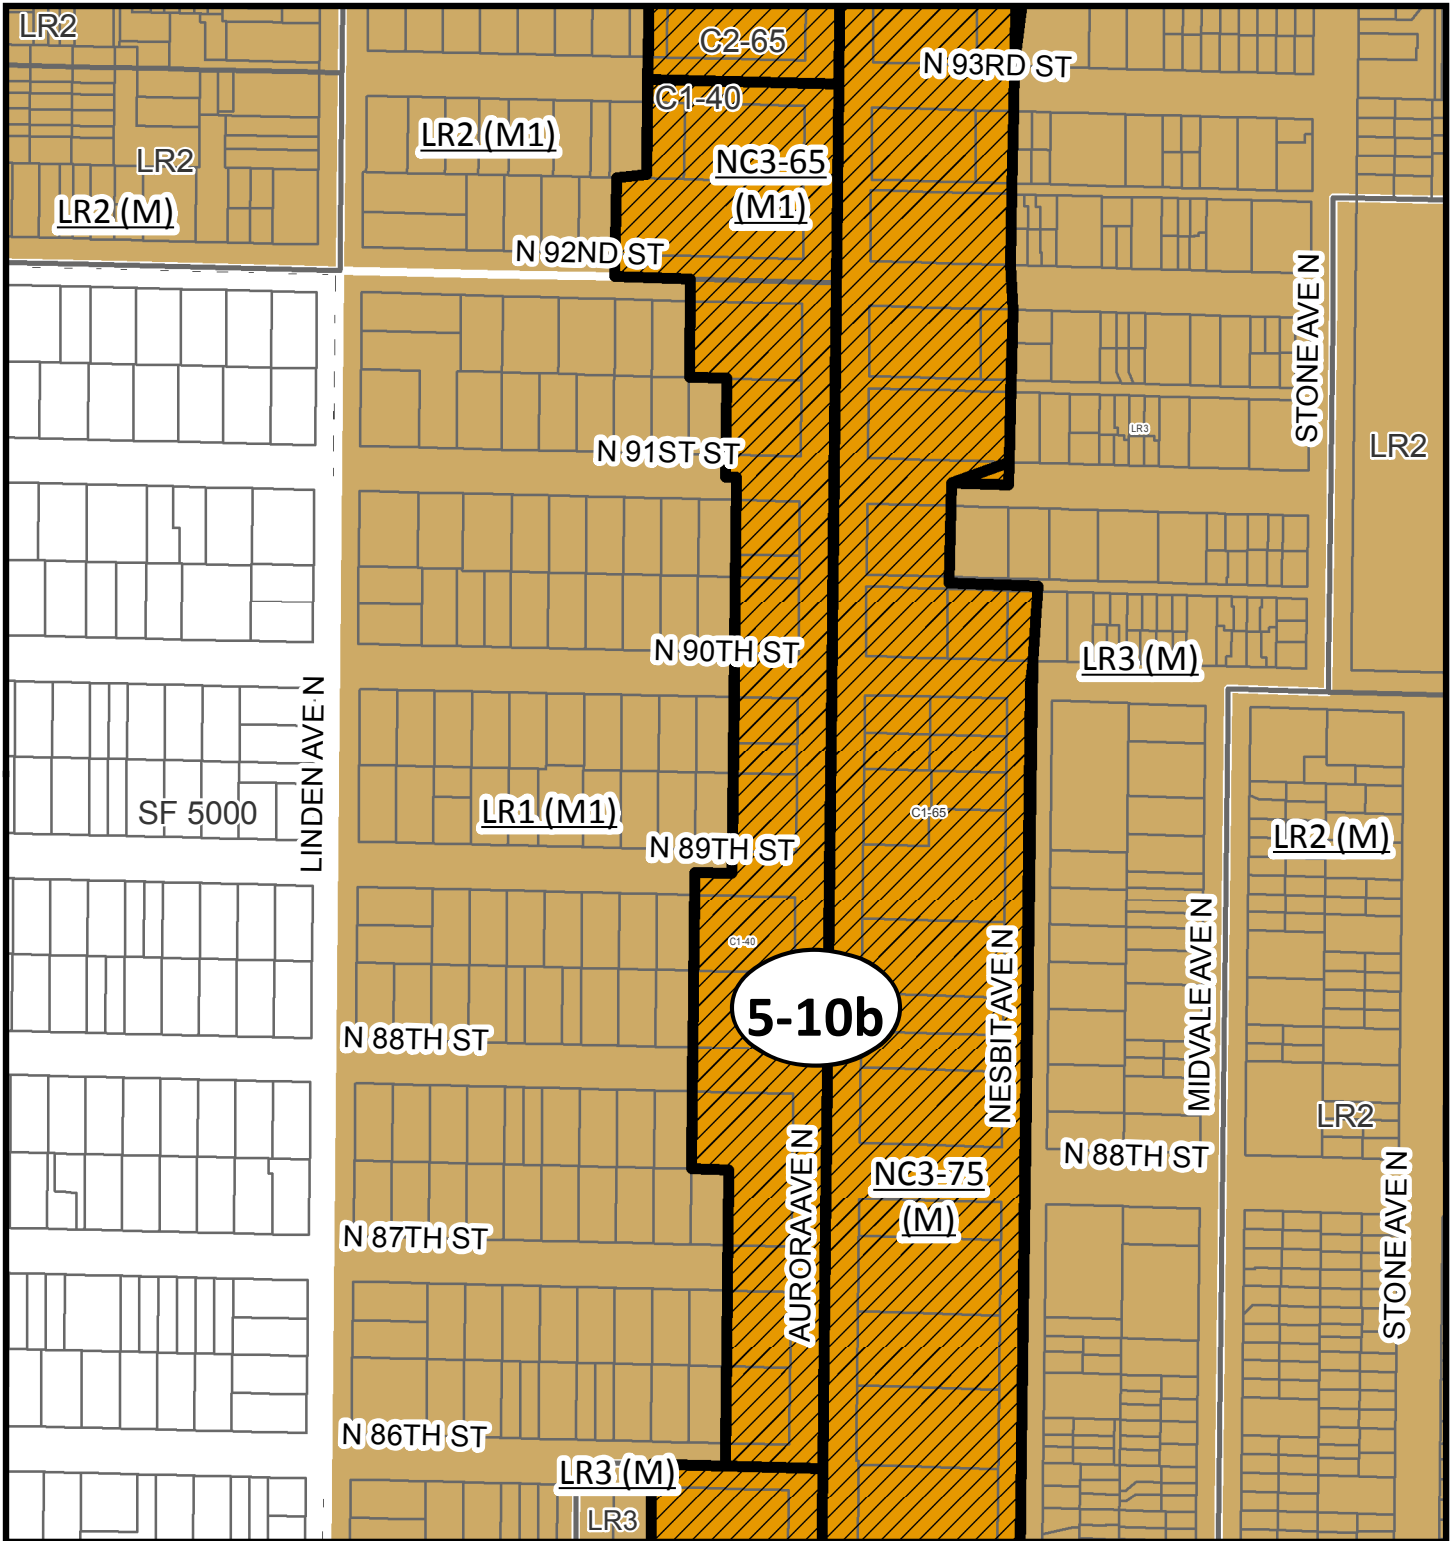 LR2
C2-65
N 93RD ST
C1-40
LR2 (M1)
LR2
NC3-65
(M1)
LR2 (M)
N 92ND ST
STONE AVE N
LR3
LR2
N 91ST ST
N 90TH ST
LR3 (M)
LINDEN AVE N
SF 5000
LR1 (M1)
C1-65
LR2 (M)
N 89TH ST
C1-40
5-10b
NESBIT AVE N
MIDVALE AVE N
N 88TH ST
LR2
AURORA AVE N
N 88TH ST
NC3-75
(M)
STONE AVE N
N 87TH ST
N 86TH ST
LR3 (M)
LR3